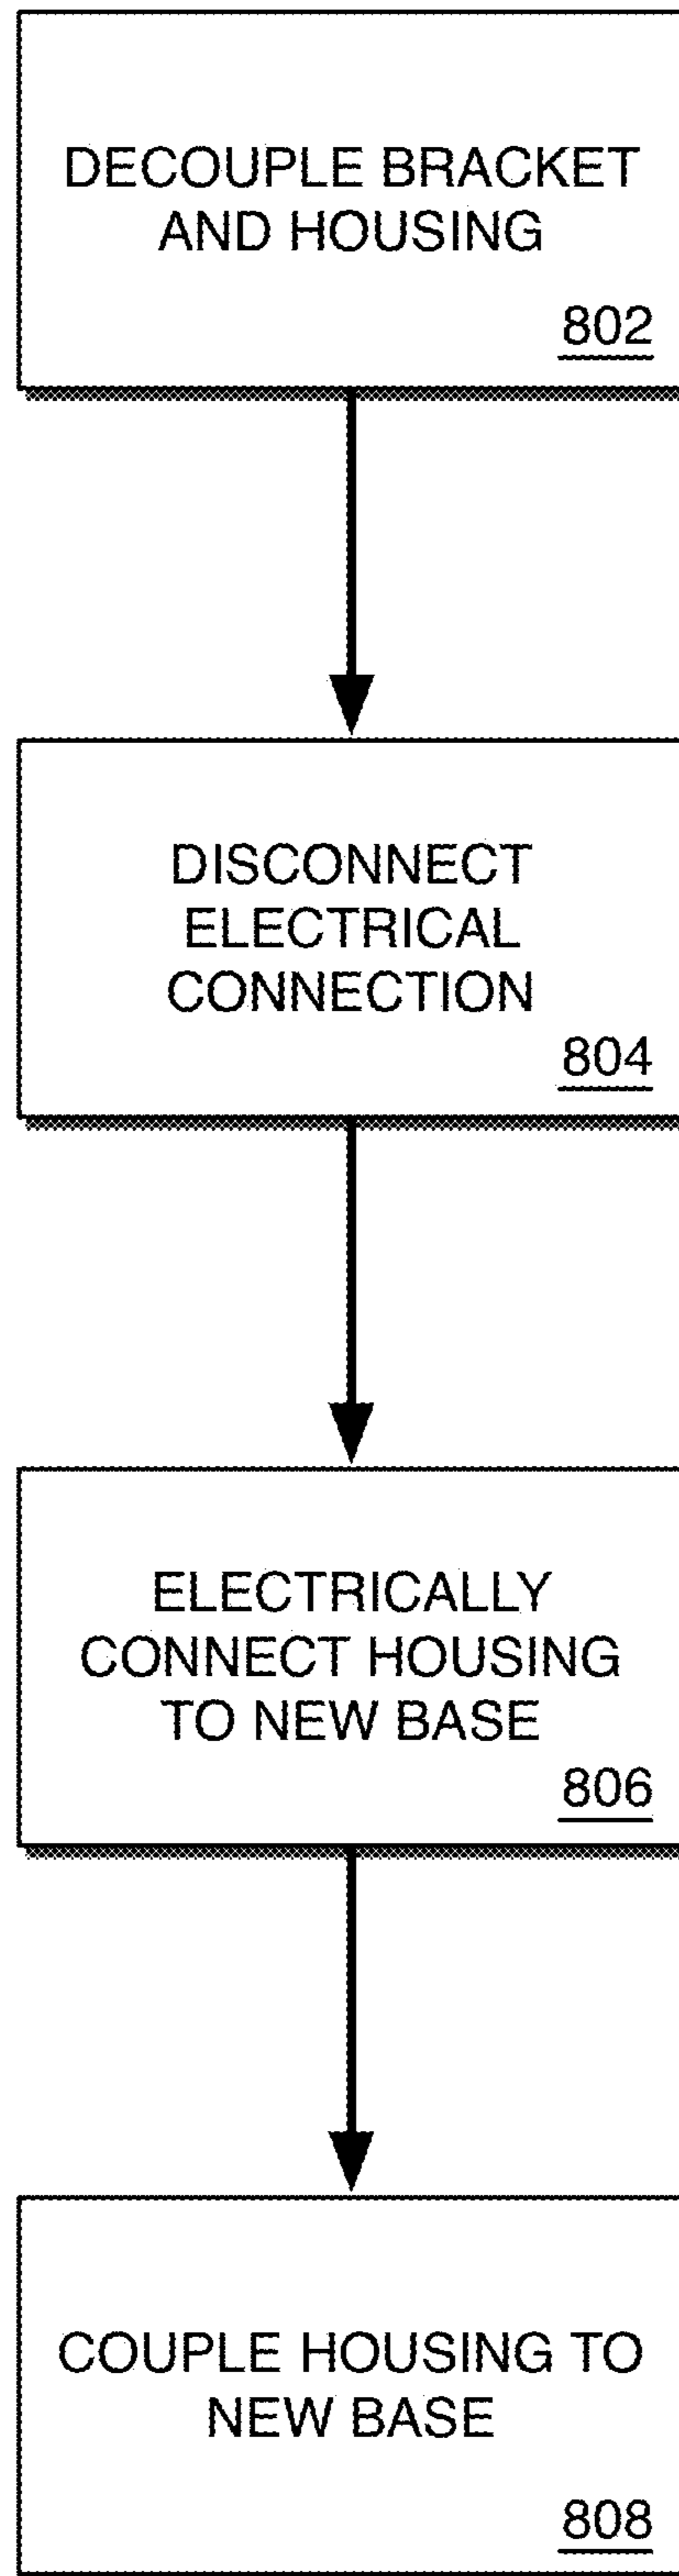 DECOUPLE BRACKET
AND HOUSING
802
DISCONNECT
ELECTRICAL
CONNECTION
804
ELECTRICALLY
CONNECT HOUSING
TO NEW BASE
806
COUPLE HOUSING TO
NEW BASE
808